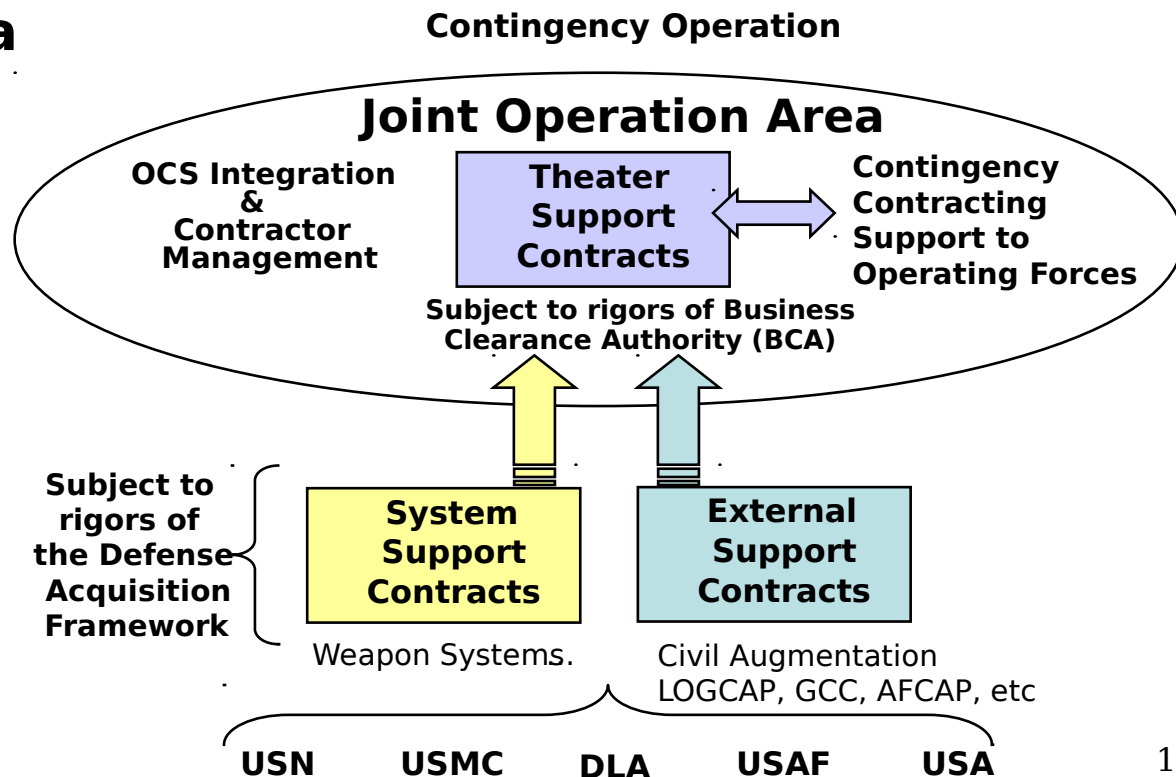 a
Contingency Operation
Joint Operation Area
OCS Integration
&
Contractor
Management
Theater
Support
Contracts
Contingency
Contracting
Support to
Operating Forces
Subject to rigors of Business
Clearance Authority (BCA)
Subject to
rigors of
the Defense
Acquisition
Framework
System
Support
Contracts
External
Support
Contracts
Weapon Systems.
Civil Augmentation
LOGCAP, GCC, AFCAP, etc
USN USMC DLA USAF USA
1